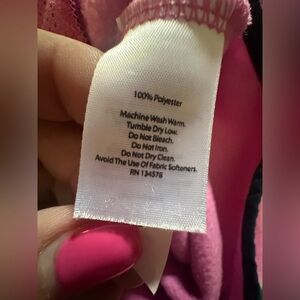 100% Polyester
Machine Wash Warm.
Tumble Dry Low.
Do Not Bleach.
Do Not Iron.
Do Not Dry Clean.
Avoid The Use Of Fabric Softeners.
RN 134578